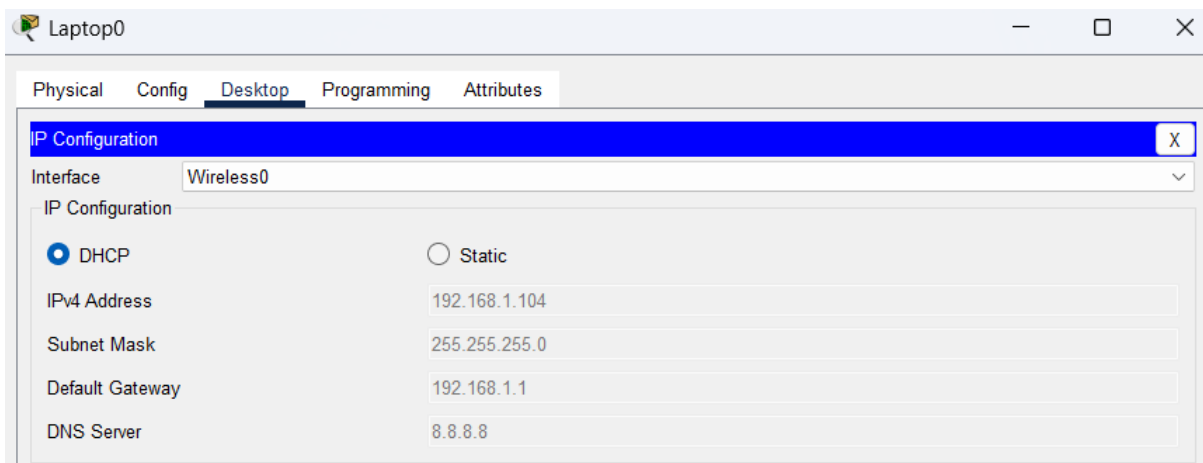 Laptop0
Physical Config Desktop Programming Attributes
IP Configuration X
Interface Wireless0
IP Configuration
DHCP Static
IPv4 Address 192.168.1.104
Subnet Mask 255.255.255.0
Default Gateway 192.168.1.1
DNS Server 8.8.8.8